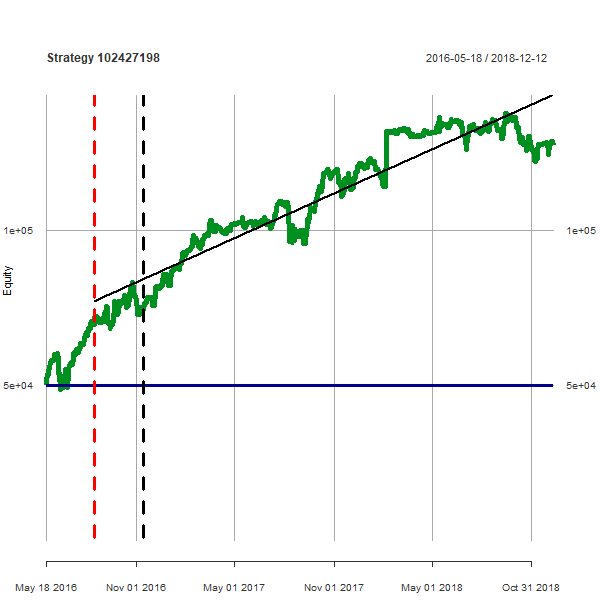 Strategy 102427198 2016-05-18 / 2018-12-12
1e+05 1e+05
Equity
5e+04 5e+04
May 18 2016 Nov 01 2016 May 01 2017 Nov 01 2017 May 01 2018 Oct 31 2018